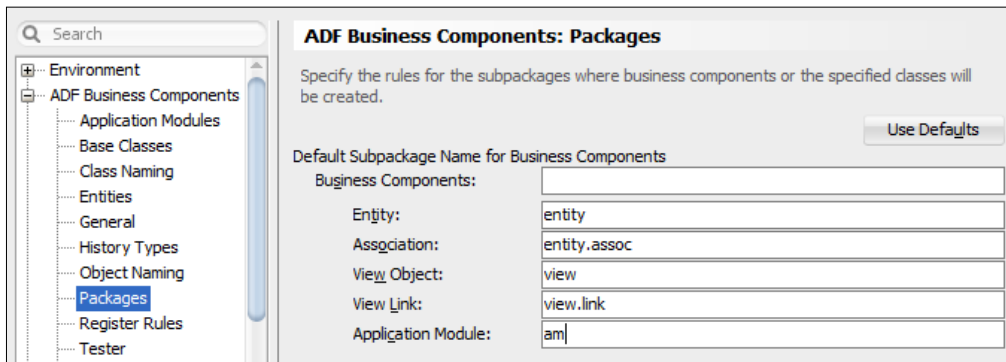 Search
Environment
ADF Business Components
Application Modules
Base Classes
Class Naming
Entities
General
History Types
Object Naming
Packages
Register Rules
Tester
ADF Business Components: Packages
Specify the rules for the subpackages where business components or the specified classes will
be created.
Use Defaults
Default Subpackage Name for Business Components
Business Components:
Entity: entity
Association: entity.assoc
View Object: view
View Link: view.link
Application Module: am